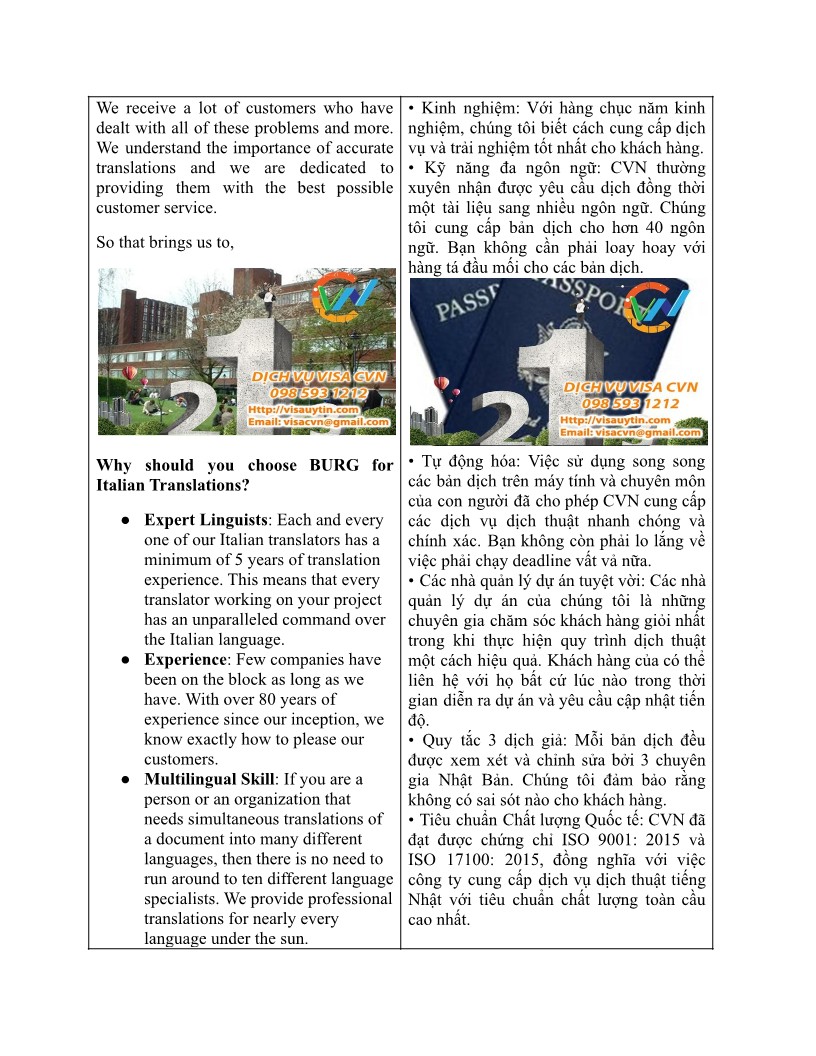 We receive a lot of customers who have
dealt with all of these problems and more.
We understand the importance of accurate
translations and we are dedicated to
providing them with the best possible
customer service.
So that brings us to,
DỊCH VỤ VISA CVN
098 593 1212
Http://visauytin.com
Email: visacvn@gmail.com
Why should you choose BURG for
Italian Translations?
● Expert Linguists: Each and every
one of our Italian translators has a
minimum of 5 years of translation
experience. This means that every
translator working on your project
has an unparalleled command over
the Italian language.
● Experience: Few companies have
been on the block as long as we
have. With over 80 years of
experience since our inception, we
know exactly how to please our
customers.
● Multilingual Skill: If you are a
person or an organization that
needs simultaneous translations of
a document into many different
languages, then there is no need to
run around to ten different language
specialists. We provide professional
translations for nearly every
language under the sun.
• Kinh nghiệm: Với hàng chục năm kinh
nghiệm, chúng tôi biết cách cung cấp dịch
vụ và trải nghiệm tốt nhất cho khách hàng.
• Kỹ năng đa ngôn ngữ: CVN thường
xuyên nhận được yêu cầu dịch đồng thời
một tài liệu sang nhiều ngôn ngữ. Chúng
tôi cung cấp bản dịch cho hơn 40 ngôn
ngữ. Bạn không cần phải loay hoay với
hàng tá đầu mối cho các bản dịch.
DỊCH VỤ VISA CVN
098 593 1212
Http://visauytin.com
Email: visacvn@gmail.com
• Tự động hóa: Việc sử dụng song song
các bản dịch trên máy tính và chuyên môn
của con người đã cho phép CVN cung cấp
các dịch vụ dịch thuật nhanh chóng và
chính xác. Bạn không còn phải lo lắng về
việc phải chạy deadline vất vả nữa.
• Các nhà quản lý dự án tuyệt vời: Các nhà
quản lý dự án của chúng tôi là những
chuyên gia chăm sóc khách hàng giỏi nhất
trong khi thực hiện quy trình dịch thuật
một cách hiệu quả. Khách hàng của có thể
liên hệ với họ bất cứ lúc nào trong thời
gian diễn ra dự án và yêu cầu cập nhật tiến
độ.
• Quy tắc 3 dịch giả: Mỗi bản dịch đều
được xem xét và chỉnh sửa bởi 3 chuyên
gia Nhật Bản. Chúng tôi đảm bảo rằng
không có sai sót nào cho khách hàng.
• Tiêu chuẩn Chất lượng Quốc tế: CVN đã
đạt được chứng chỉ ISO 9001: 2015 và
ISO 17100: 2015, đồng nghĩa với việc
công ty cung cấp dịch vụ dịch thuật tiếng
Nhật với tiêu chuẩn chất lượng toàn cầu
cao nhất.